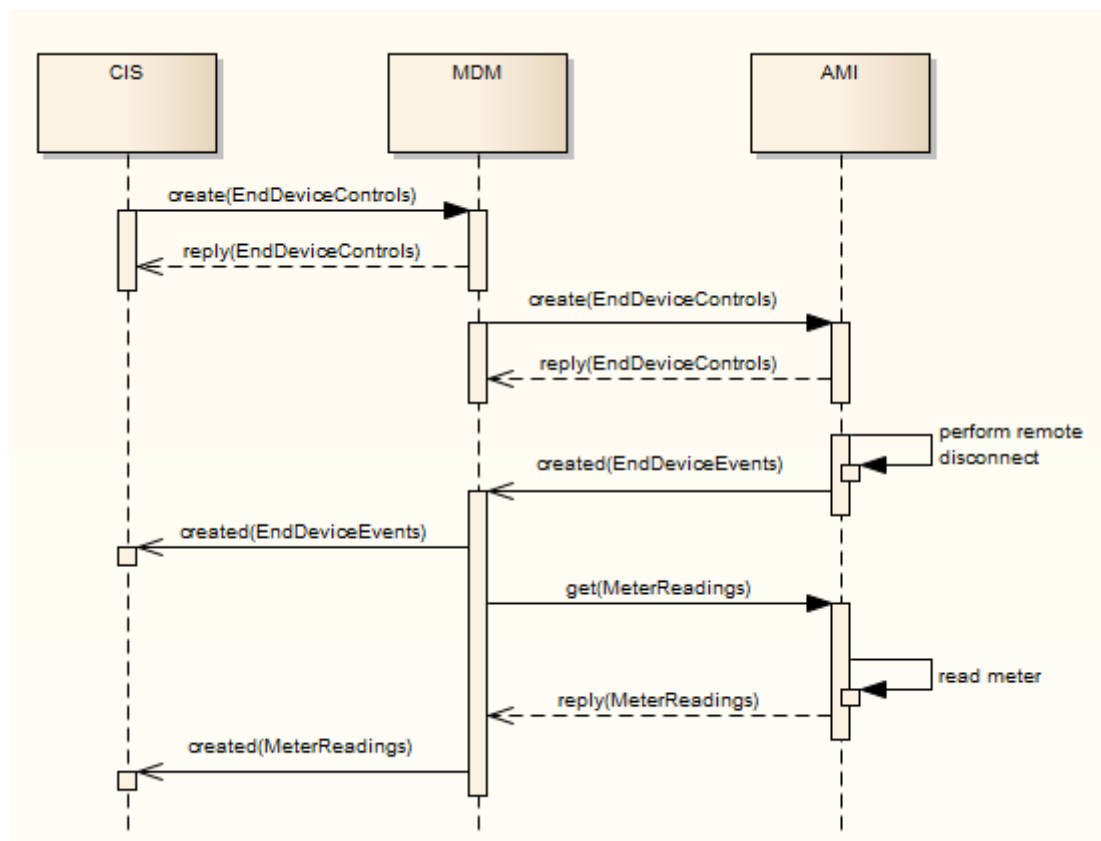 CIS
MDM
AMI
create(EndDeviceControls)
reply(EndDeviceControls)
create(EndDeviceControls)
reply(EndDeviceControls)
perform remote
disconnect
created(EndDeviceEvents)
created(EndDeviceEvents)
get(MeterReadings)
read meter
reply(MeterReadings)
created(MeterReadings)